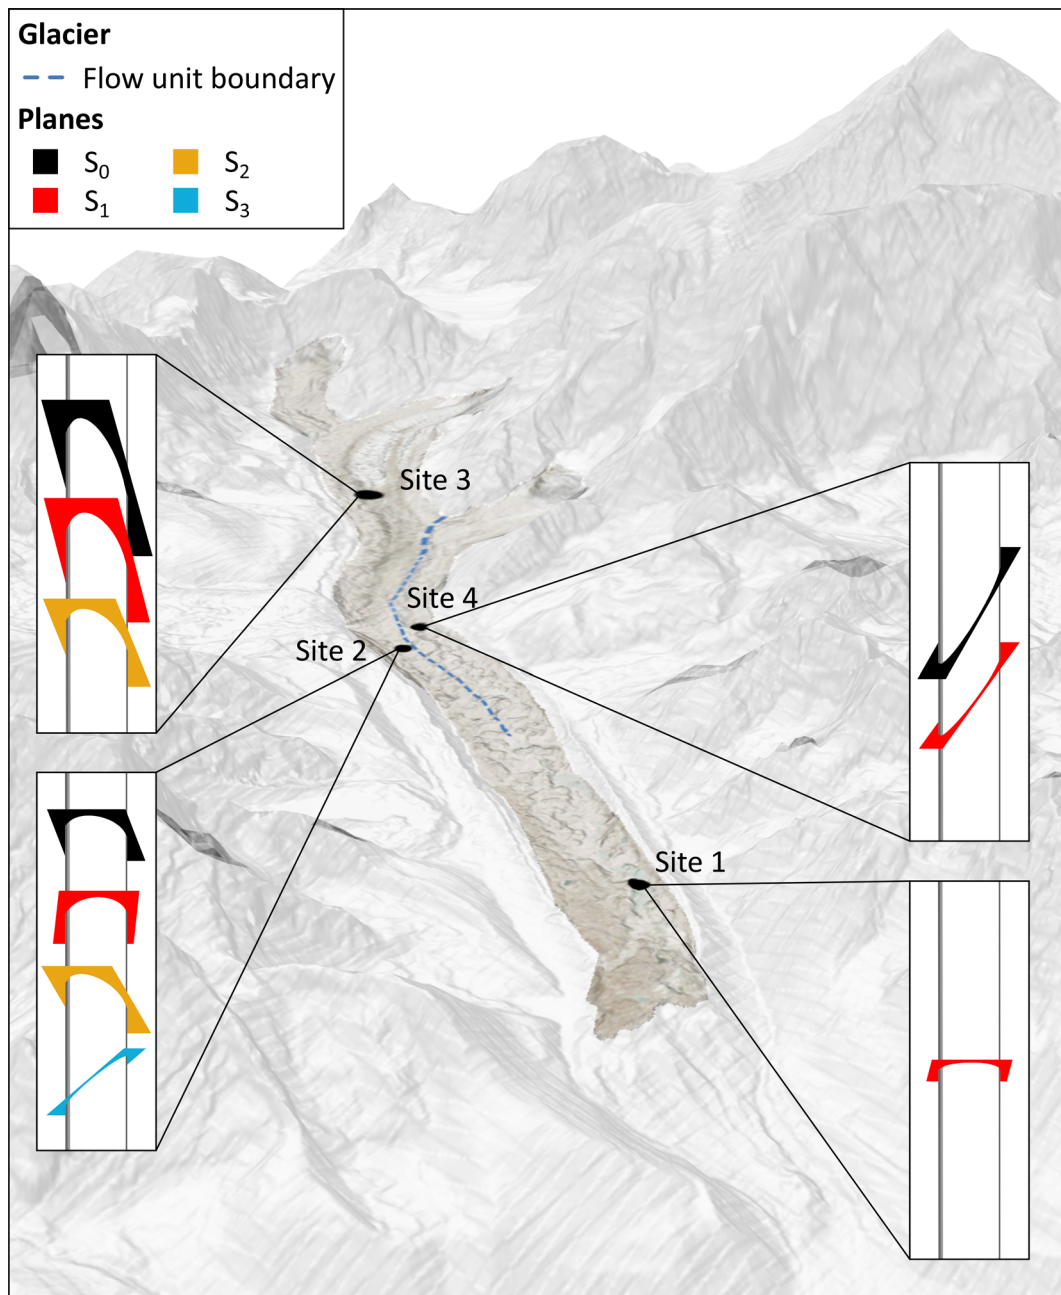 Glacier
Flow unit boundary
Planes
S₀ S₂
S₁ S₃
Site 3
Site 4
Site 2
Site 1